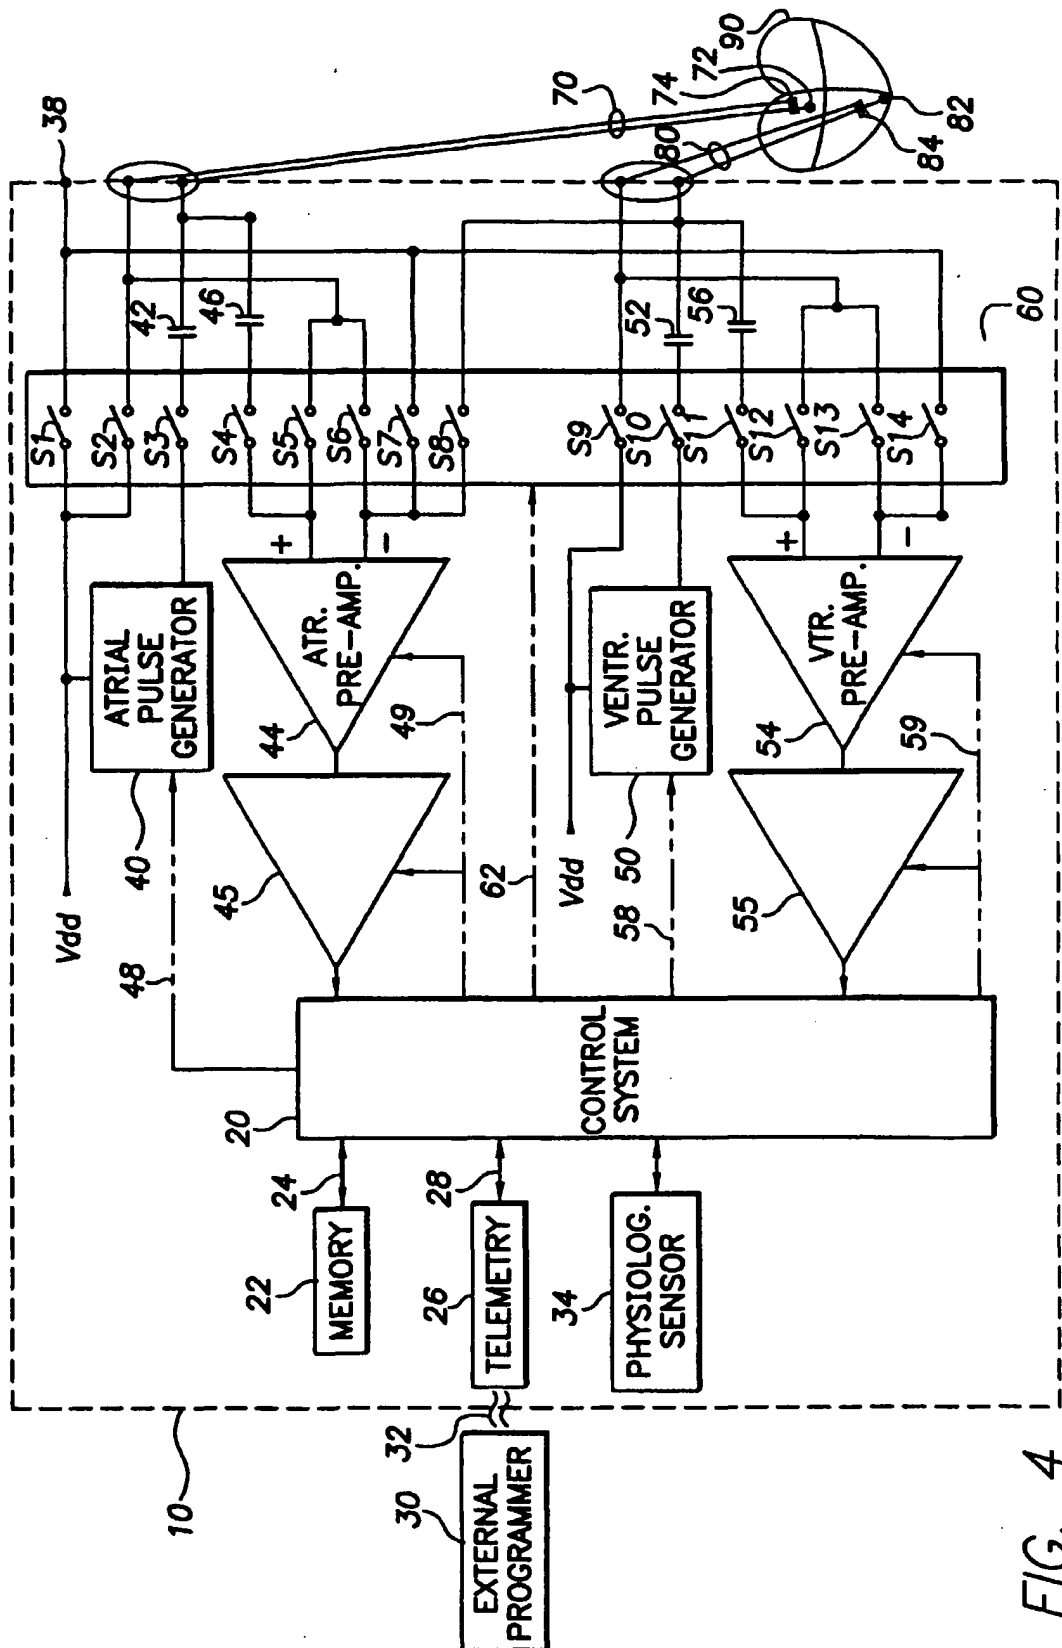 10
EXTERNAL
PROGRAMMER
30
32
22
MEMORY
24
26
TELEMETRY
28
34
PHYSIOLOG.
SENSOR
20
CONTROL
SYSTEM
48
Vdd
40
ATRIAL
PULSE
GENERATOR
45
44
ATR.
PRE-AMP.
+
−
49
62
Vdd
58
50
VENTR.
PULSE
GENERATOR
55
54
VTR.
PRE-AMP.
+
−
59
S1
S2
S3
S4
S5
S6
S7
S8
S9
S10
S11
S12
S13
S14
60
42
46
52
56
38
70
80
74
72
90
84
82
FIG. 4